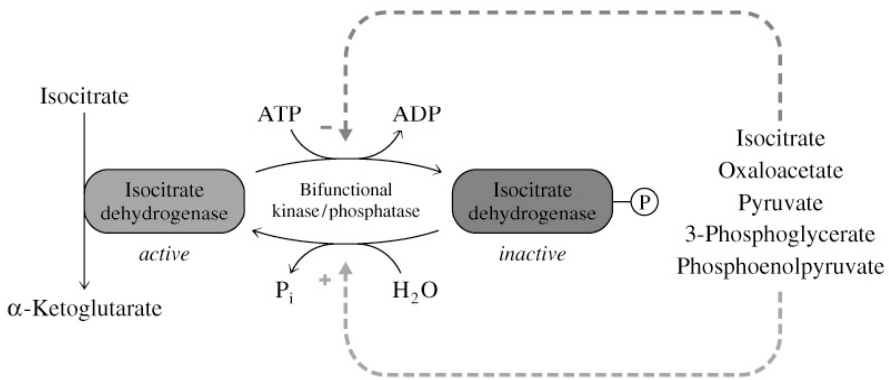 Isocitrate
ATP
−
ADP
Isocitrate
dehydrogenase
active
Bifunctional
kinase/phosphatase
Isocitrate
dehydrogenase
P
inactive
Isocitrate
Oxaloacetate
Pyruvate
3-Phosphoglycerate
Phosphoenolpyruvate
α-Ketoglutarate
Pi
+
H2O